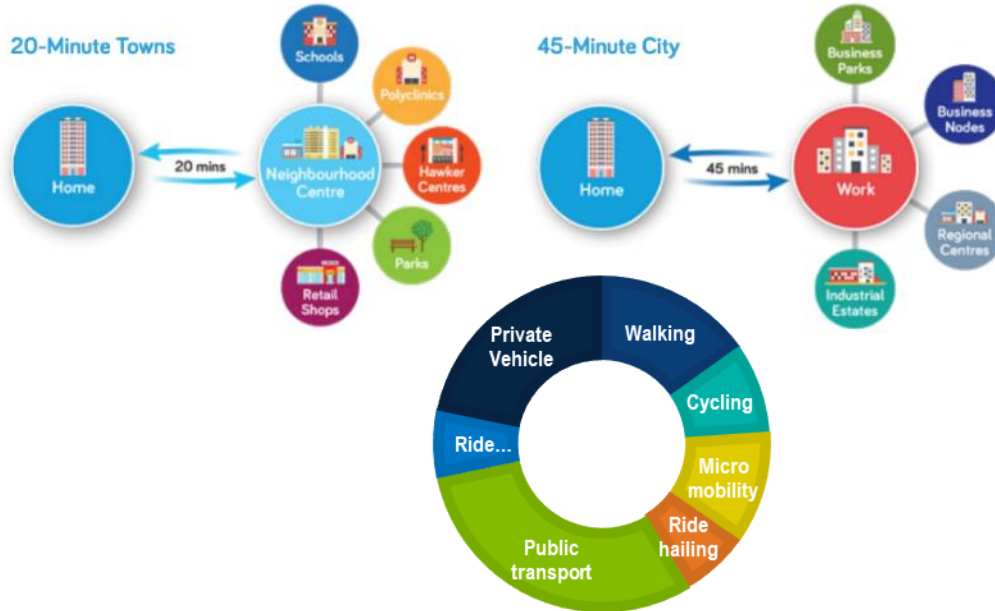 20-Minute Towns
Schools
Polyclinics
Home
20 mins
Neighbourhood
Centre
Hawker
Centres
Parks
Retail
Shops
45-Minute City
Business
Parks
Business
Nodes
Home
45 mins
Work
Regional
Centres
Industrial
Estates
Private
Vehicle
Walking
Cycling
Ride...
Micro
mobility
Ride
hailing
Public
transport